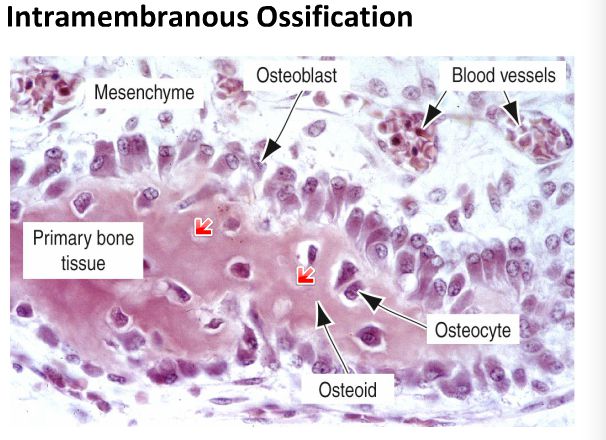 Intramembranous Ossification
Osteoblast
Blood vessels
Mesenchyme
Primary bone
tissue
Osteocyte
Osteoid